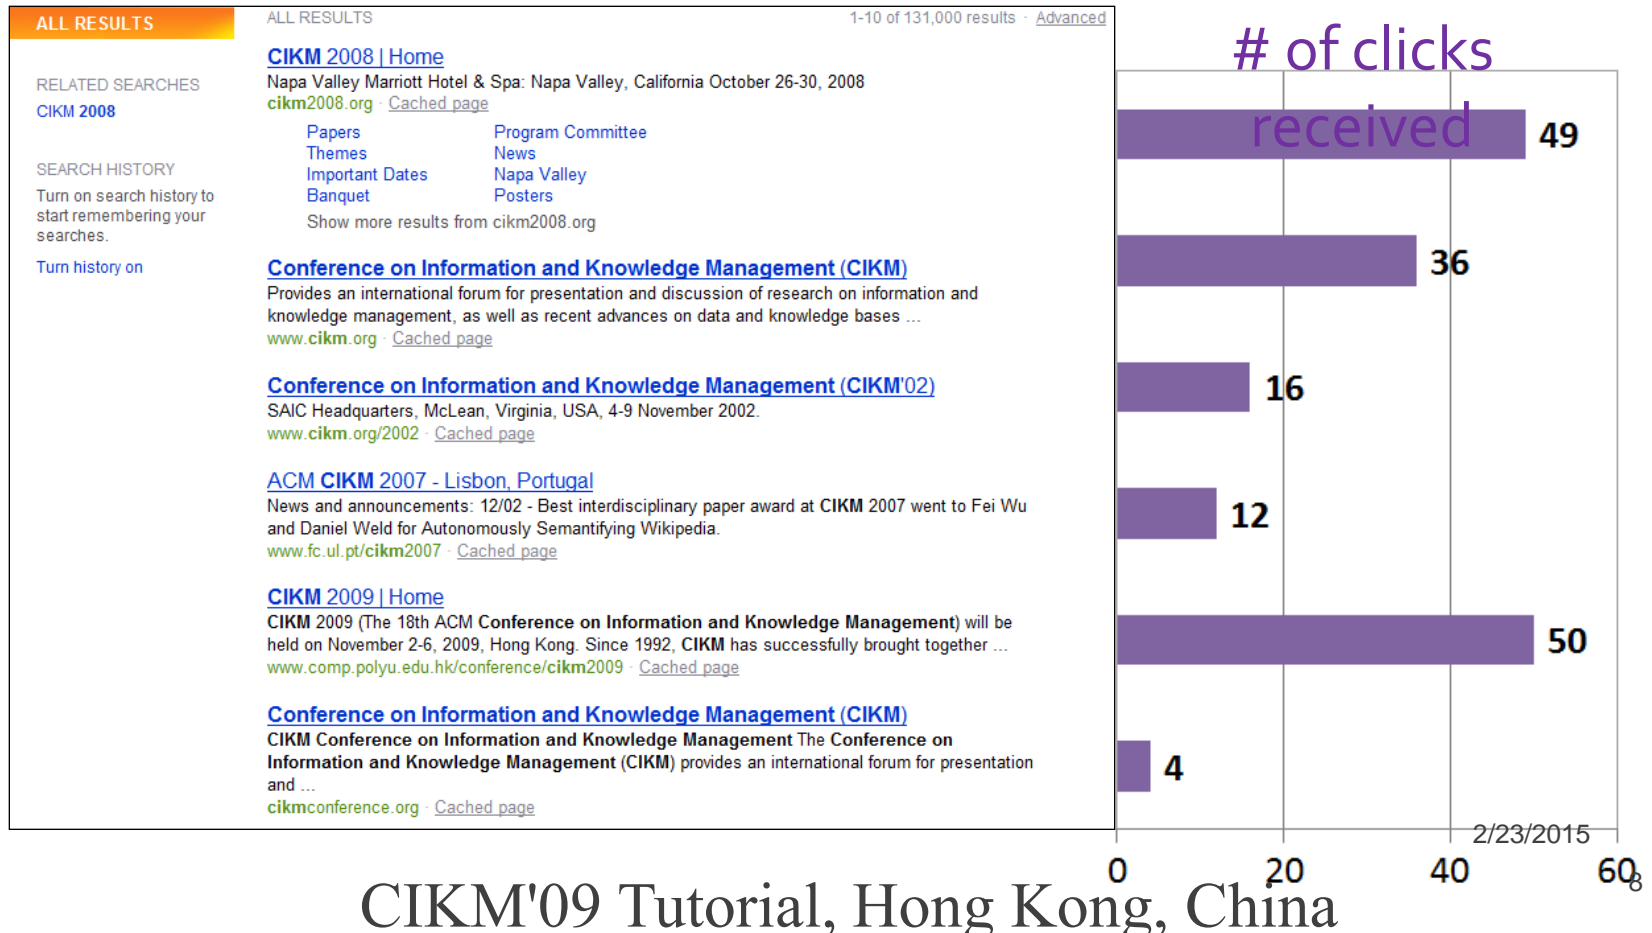 ALL RESULTS
RELATED SEARCHES
CIKM 2008
SEARCH HISTORY
Turn on search history to
start remembering your
searches.
Turn history on
ALL RESULTS
1-10 of 131,000 results · Advanced
CIKM 2008 | Home
Napa Valley Marriott Hotel & Spa: Napa Valley, California October 26-30, 2008
cikm2008.org · Cached page
Papers Program Committee
Themes News
Important Dates Napa Valley
Banquet Posters
Show more results from cikm2008.org
Conference on Information and Knowledge Management (CIKM)
Provides an international forum for presentation and discussion of research on information and
knowledge management, as well as recent advances on data and knowledge bases ...
www.cikm.org · Cached page
Conference on Information and Knowledge Management (CIKM'02)
SAIC Headquarters, McLean, Virginia, USA, 4-9 November 2002.
www.cikm.org/2002 · Cached page
ACM CIKM 2007 - Lisbon, Portugal
News and announcements: 12/02 - Best interdisciplinary paper award at CIKM 2007 went to Fei Wu
and Daniel Weld for Autonomously Semantifying Wikipedia.
www.fc.ul.pt/cikm2007 · Cached page
CIKM 2009 | Home
CIKM 2009 (The 18th ACM Conference on Information and Knowledge Management) will be
held on November 2-6, 2009, Hong Kong. Since 1992, CIKM has successfully brought together ...
www.comp.polyu.edu.hk/conference/cikm2009 · Cached page
Conference on Information and Knowledge Management (CIKM)
CIKM Conference on Information and Knowledge Management The Conference on
Information and Knowledge Management (CIKM) provides an international forum for presentation
and ...
cikmconference.org · Cached page
# of clicks
received
49
36
16
12
50
4
2/23/2015
0 20 40 60
8
CIKM'09 Tutorial, Hong Kong, China